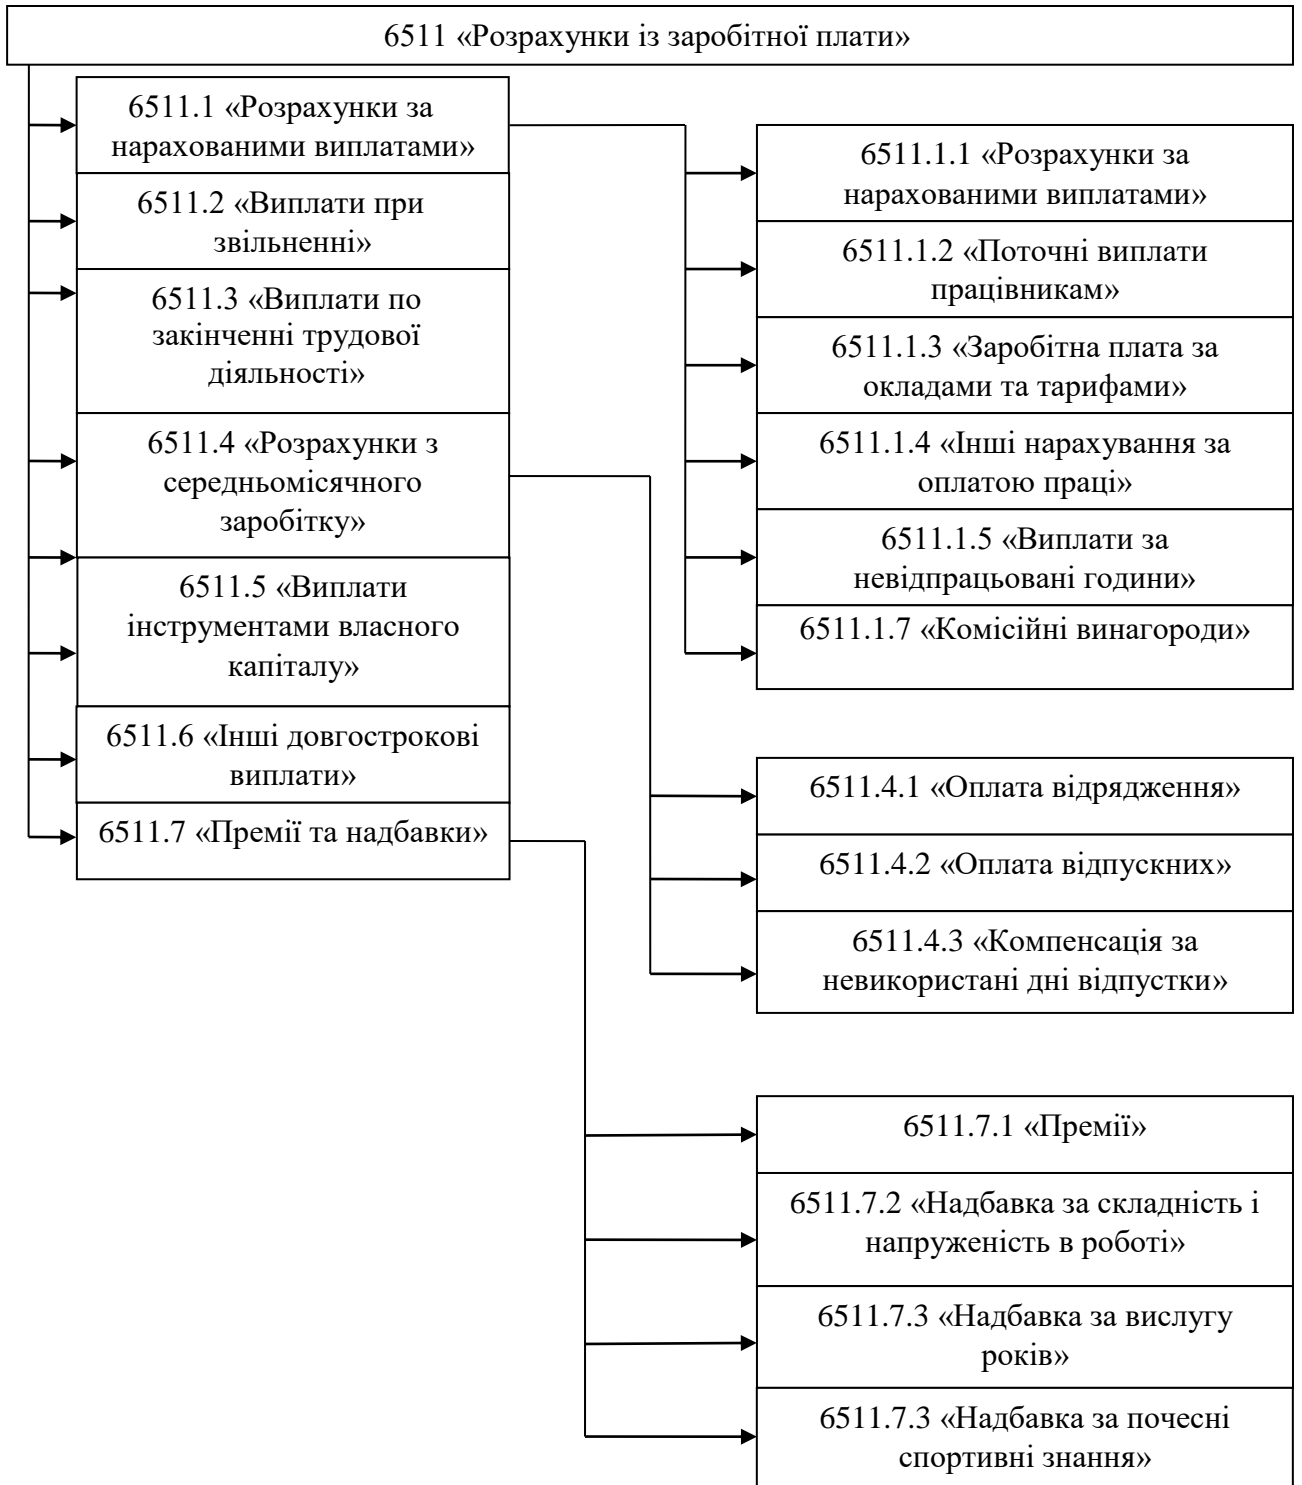 6511 «Розрахунки із заробітної плати»
6511.1 «Розрахунки за
нарахованими виплатами»
6511.2 «Виплати при
звільненні»
6511.3 «Виплати по
закінченні трудової
діяльності»
6511.4 «Розрахунки з
середньомісячного
заробітку»
6511.5 «Виплати
інструментами власного
капіталу»
6511.6 «Інші довгострокові
виплати»
6511.7 «Премії та надбавки»
6511.1.1 «Розрахунки за
нарахованими виплатами»
6511.1.2 «Поточні виплати
працівникам»
6511.1.3 «Заробітна плата за
окладами та тарифами»
6511.1.4 «Інші нарахування за
оплатою праці»
6511.1.5 «Виплати за
невідпрацьовані години»
6511.1.7 «Комісійні винагороди»
6511.4.1 «Оплата відрядження»
6511.4.2 «Оплата відпускних»
6511.4.3 «Компенсація за
невикористані дні відпустки»
6511.7.1 «Премії»
6511.7.2 «Надбавка за складність і
напруженість в роботі»
6511.7.3 «Надбавка за вислугу
років»
6511.7.3 «Надбавка за почесні
спортивні знання»